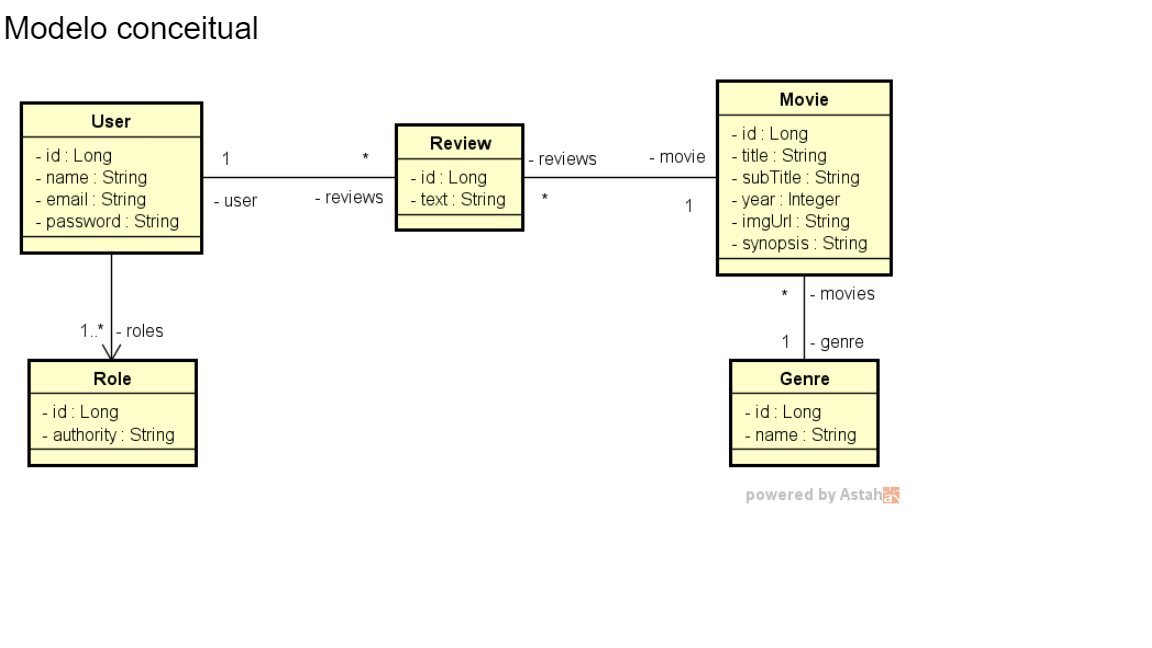 Modelo conceitual
User
- id : Long
- name : String
- email : String
- password : String
1
*
- user
- reviews
Review
- id : Long
- text : String
- reviews
- movie
*
1
Movie
- id : Long
- title : String
- subTitle : String
- year : Integer
- imgUrl : String
- synopsis : String
* - movies
1 - genre
1..* - roles
Role
- id : Long
- authority : String
Genre
- id : Long
- name : String
powered by Astah